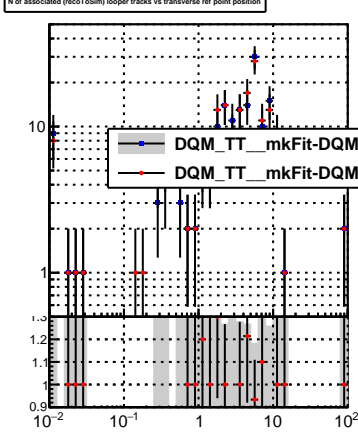 N of associated (recoToSim) looper tracks vs transverse ref point position
10
DQM_TT__mkFit-DQM
DQM_TT__mkFit-DQM
1
1.3
1.2
1.1
1
0.9
10⁻² 10⁻¹ 1 10 10²